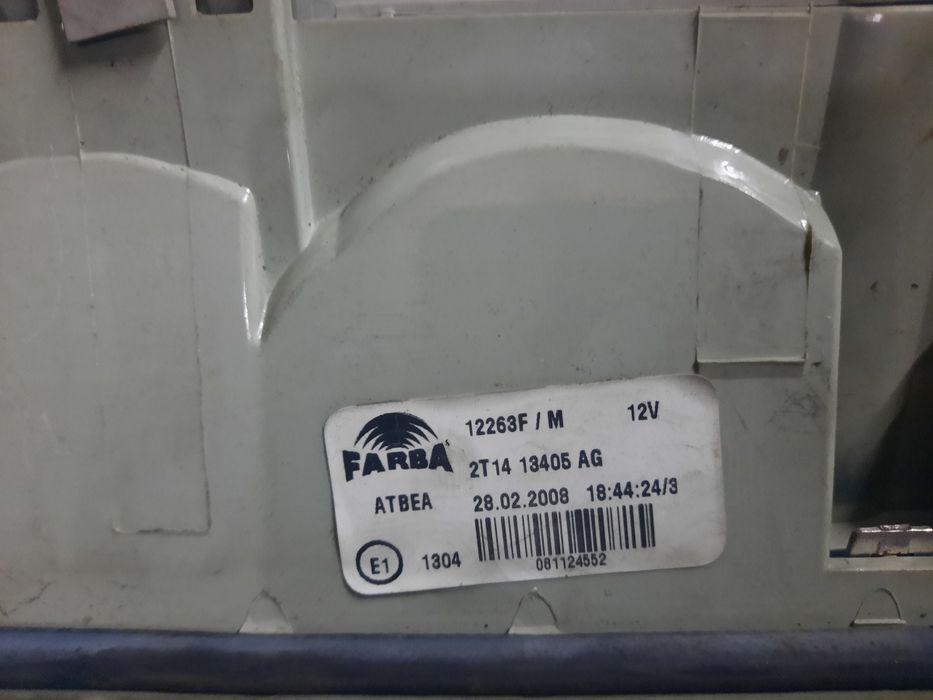 FARBA
12263F / M 12V
2T14 13405 AG
ATBEA 28.02.2008 18:44:24/3
E1 1304
081124552